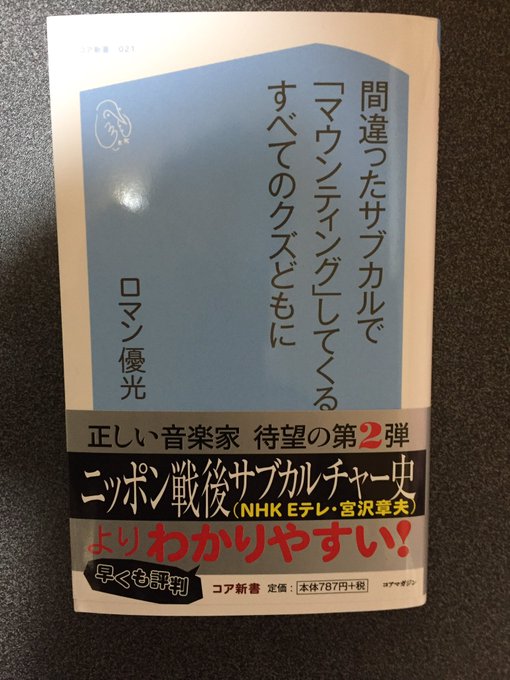 コア新書 021
間違ったサブカルで
「マウンティング」してくる
すべてのクズどもに
ロマン優光
正しい音楽家 待望の第2弾
ニッポン戦後サブカルチャー史
(NHK Eテレ・宮沢章夫)
よりわかりやすい!
早くも評判
コア新書 定価:本体787円+税 コアマガジン